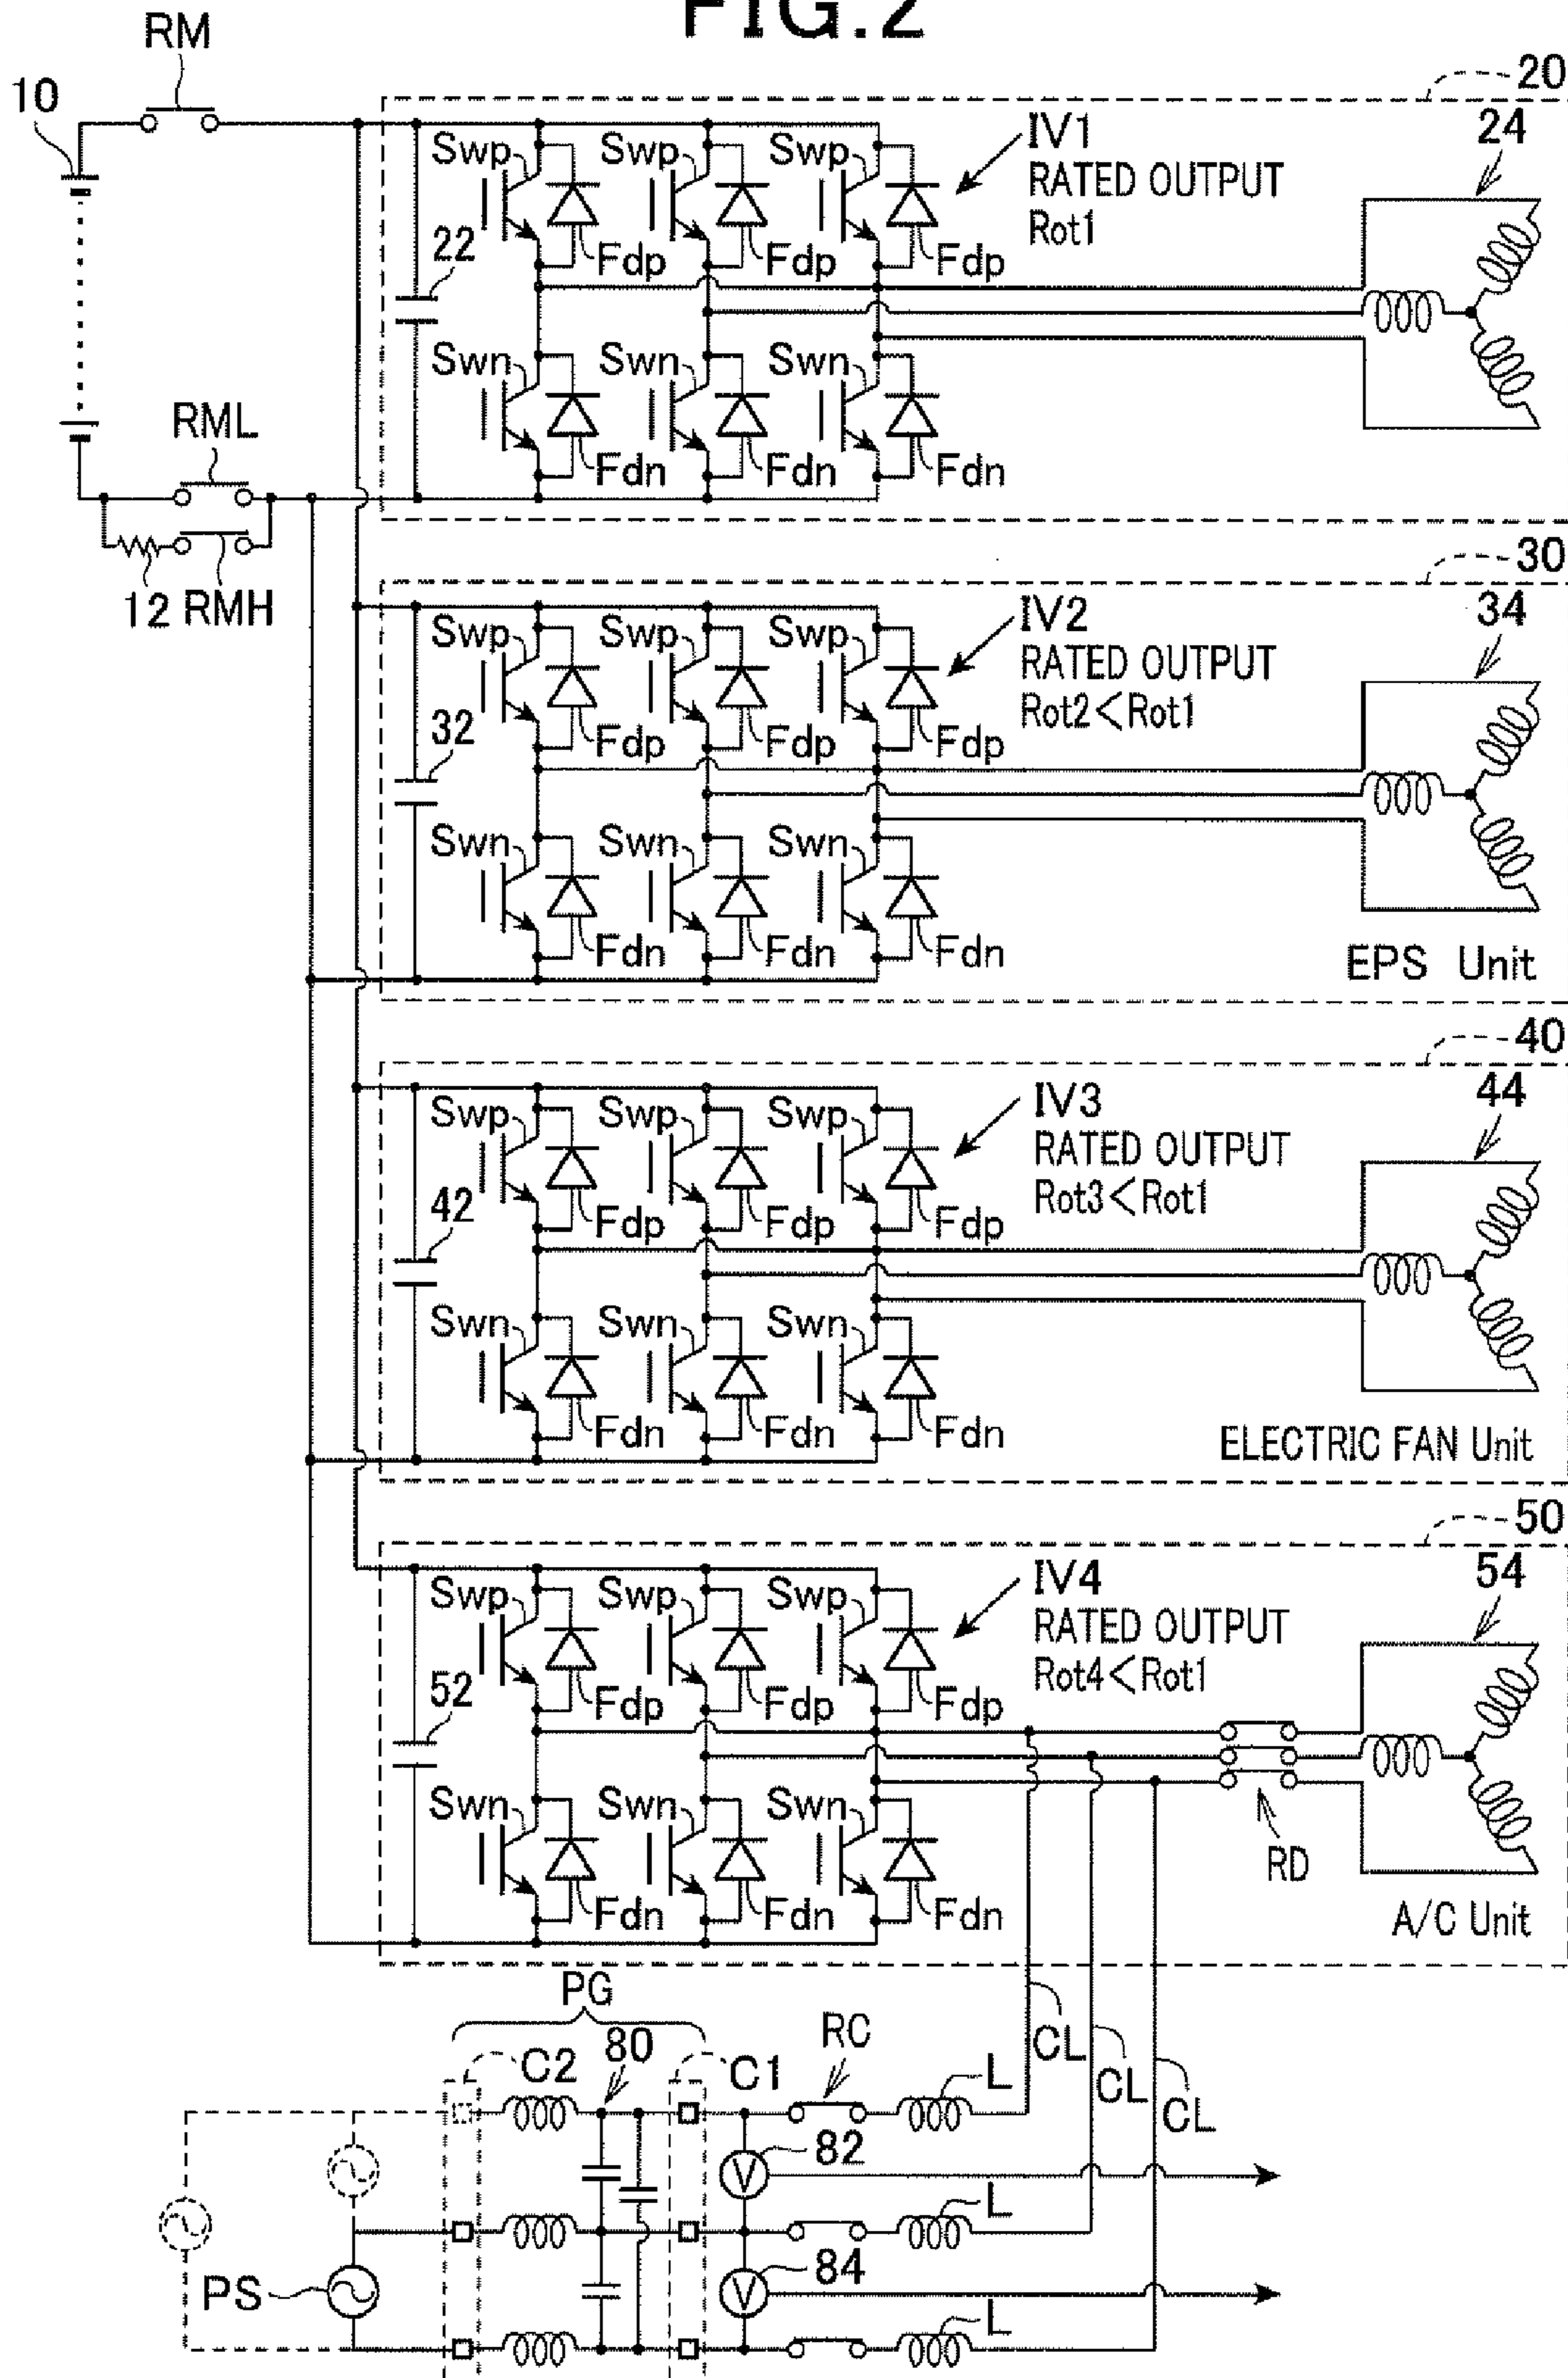 FIG.2
RM
10
20
24
IV1
RATED OUTPUT
Rot1
Swp Swp Swp
22
Fdp Fdp Fdp
Swn Swn Swn
RML
Fdn Fdn Fdn
12 RMH
30
34
IV2
RATED OUTPUT
Rot2<Rot1
Swp Swp Swp
32
Fdp Fdp Fdp
Swn Swn Swn
Fdn Fdn Fdn
EPS Unit
40
44
IV3
RATED OUTPUT
Rot3<Rot1
Swp Swp Swp
42
Fdp Fdp Fdp
Swn Swn Swn
Fdn Fdn Fdn
ELECTRIC FAN Unit
50
54
IV4
RATED OUTPUT
Rot4<Rot1
Swp Swp Swp
52
Fdp Fdp Fdp
Swn Swn Swn
RD
Fdn Fdn Fdn
A/C Unit
PG
C2 80 C1 RC L CL CL CL
82
V
L
84
V
PS
L